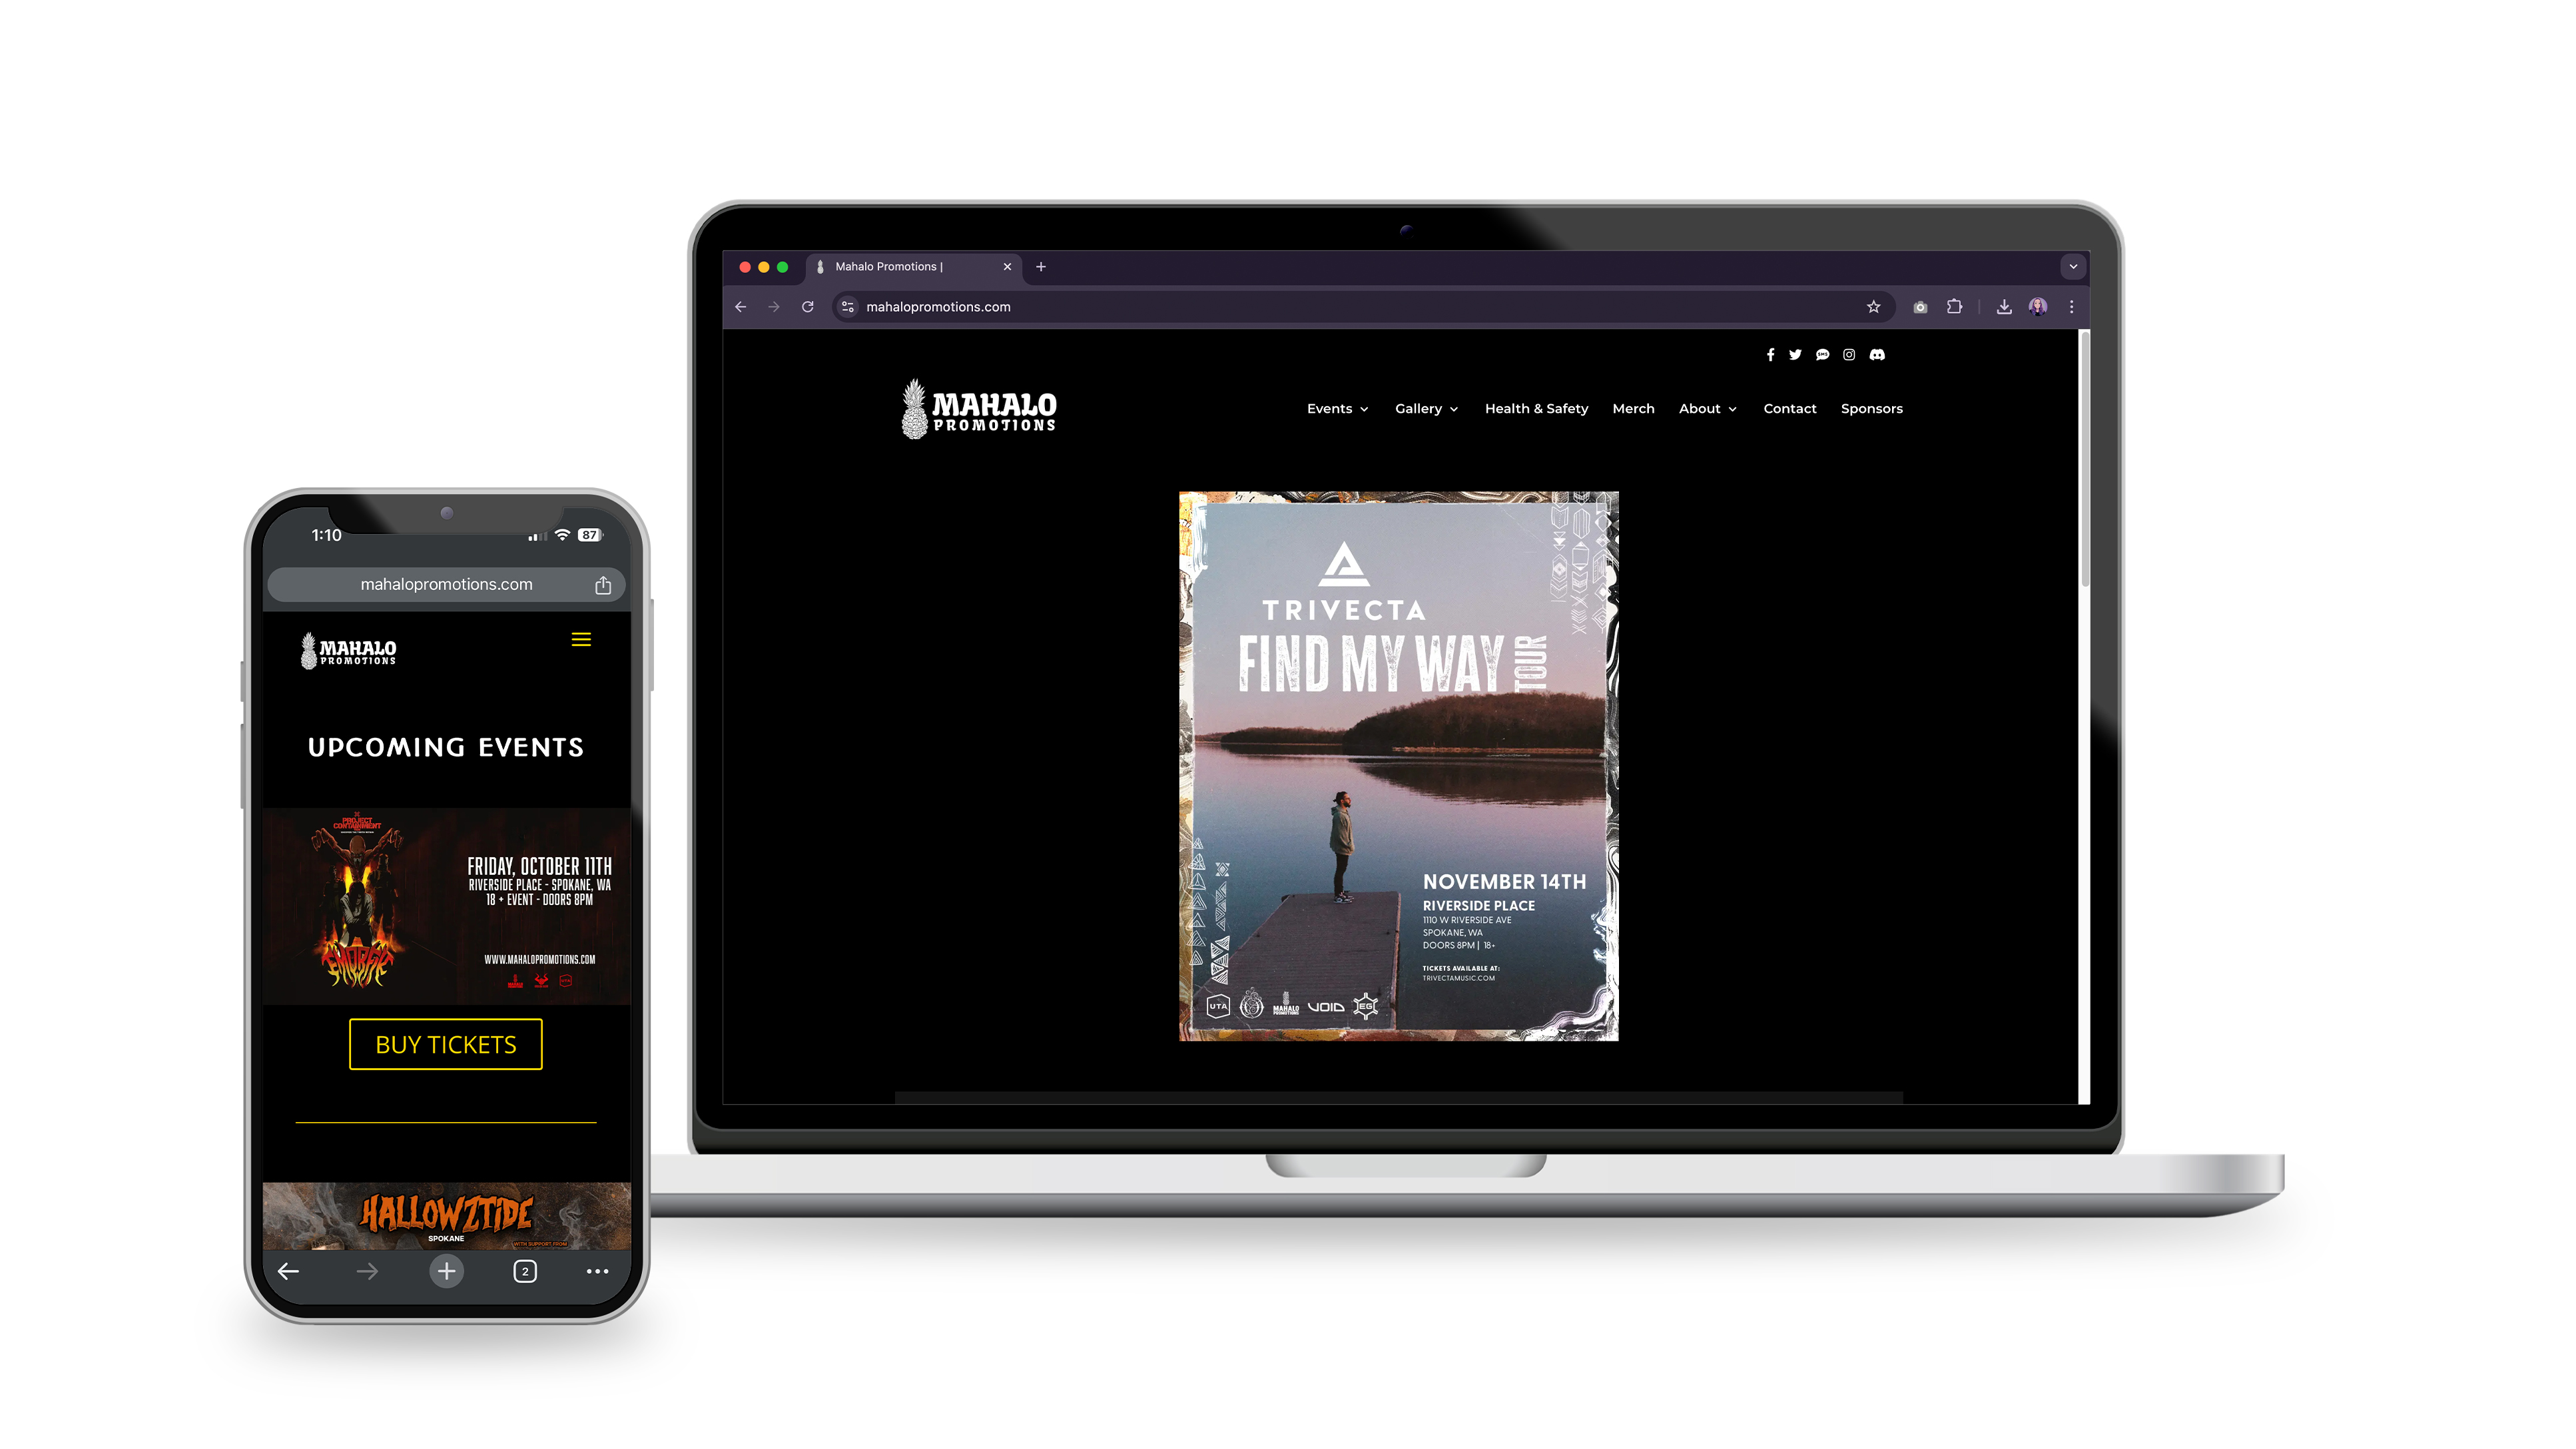 1:10
87
mahalopromotions.com
MAHALO
PROMOTIONS
UPCOMING EVENTS
PROJECT
CONTAINMENT
FRIDAY, OCTOBER 11TH
RIVERSIDE PLACE - SPOKANE, WA
18 + EVENT - DOORS 8PM
WWW.MAHALOPROMOTIONS.COM
BUY TICKETS
HALLOWZTIDE
SPOKANE
WITH SUPPORT FROM
2
Mahalo Promotions |
mahalopromotions.com
MAHALO
PROMOTIONS
Events Gallery Health & Safety Merch About Contact Sponsors
TRIVECTA
FIND MY WAY TOUR
NOVEMBER 14TH
RIVERSIDE PLACE
1110 W RIVERSIDE AVE
SPOKANE, WA
DOORS 8PM | 18+
TICKETS AVAILABLE AT:
TRIVECTAMUSIC.COM
UTA
MAHALO
PROMOTIONS
VOID
EG